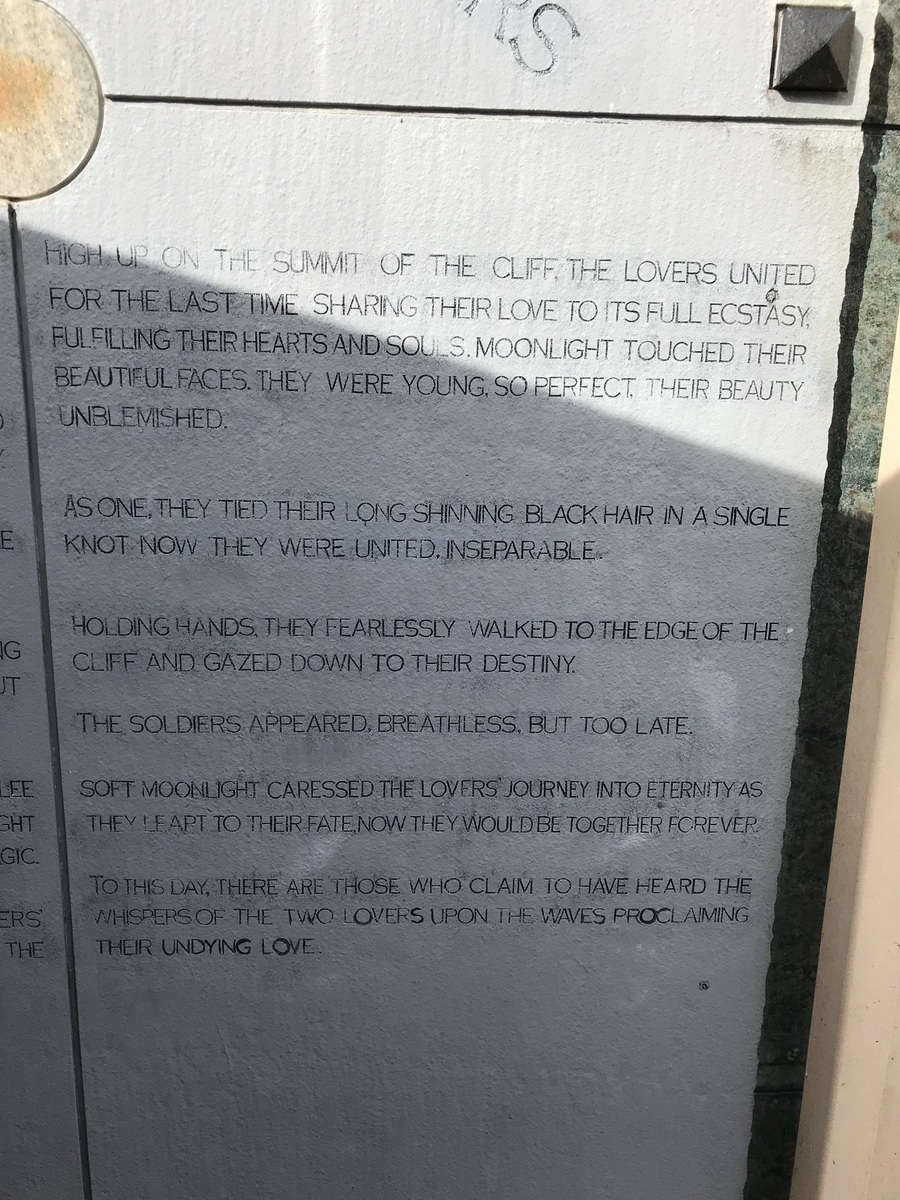 RS
HIGH UP ON THE SUMMIT OF THE CLIFF, THE LOVERS UNITED
FOR THE LAST TIME SHARING THEIR LOVE TO ITS FULL ECSTASY,
FULFILLING THEIR HEARTS AND SOULS. MOONLIGHT TOUCHED THEIR
BEAUTIFUL FACES. THEY WERE YOUNG, SO PERFECT, THEIR BEAUTY
UNBLEMISHED.
AS ONE, THEY TIED THEIR LONG SHINNING BLACK HAIR IN A SINGLE
KNOT. NOW THEY WERE UNITED, INSEPARABLE.
HOLDING HANDS, THEY FEARLESSLY WALKED TO THE EDGE OF THE
CLIFF AND GAZED DOWN TO THEIR DESTINY.
THE SOLDIERS APPEARED, BREATHLESS, BUT TOO LATE.
SOFT MOONLIGHT CARESSED THE LOVERS' JOURNEY INTO ETERNITY AS
THEY LEAPT TO THEIR FATE, NOW THEY WOULD BE TOGETHER FOREVER.
TO THIS DAY, THERE ARE THOSE WHO CLAIM TO HAVE HEARD THE
WHISPERS OF THE TWO LOVERS UPON THE WAVES PROCLAIMING
THEIR UNDYING LOVE.
THE